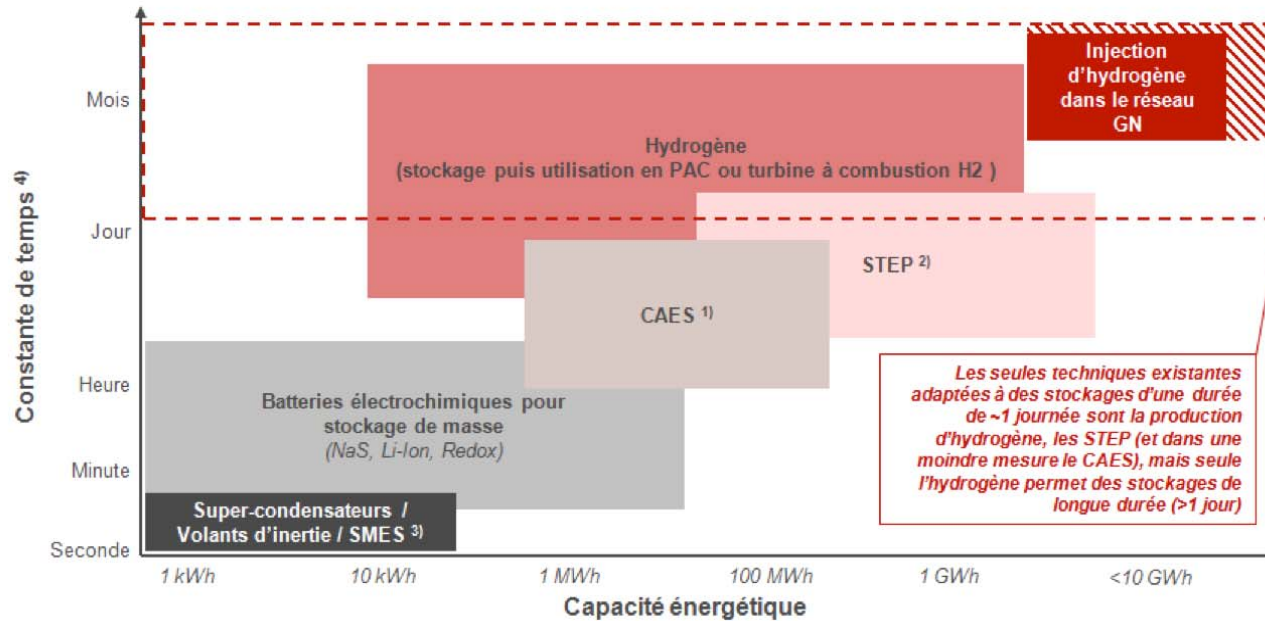 Injection
d'hydrogène
dans le réseau
GN
Mois
Hydrogène
(stockage puis utilisation en PAC ou turbine à combustion H2 )
Constante de temps 4)
Jour
STEP 2)
CAES 1)
Heure
Batteries électrochimiques pour
stockage de masse
(NaS, Li-Ion, Redox)
Les seules techniques existantes
adaptées à des stockages d'une durée
de ~1 journée sont la production
d'hydrogène, les STEP (et dans une
moindre mesure le CAES), mais seule
l'hydrogène permet des stockages de
longue durée (>1 jour)
Minute
Super-condensateurs /
Volants d'inertie / SMES 3)
Seconde
1 kWh 10 kWh 1 MWh 100 MWh 1 GWh <10 GWh
Capacité énergétique